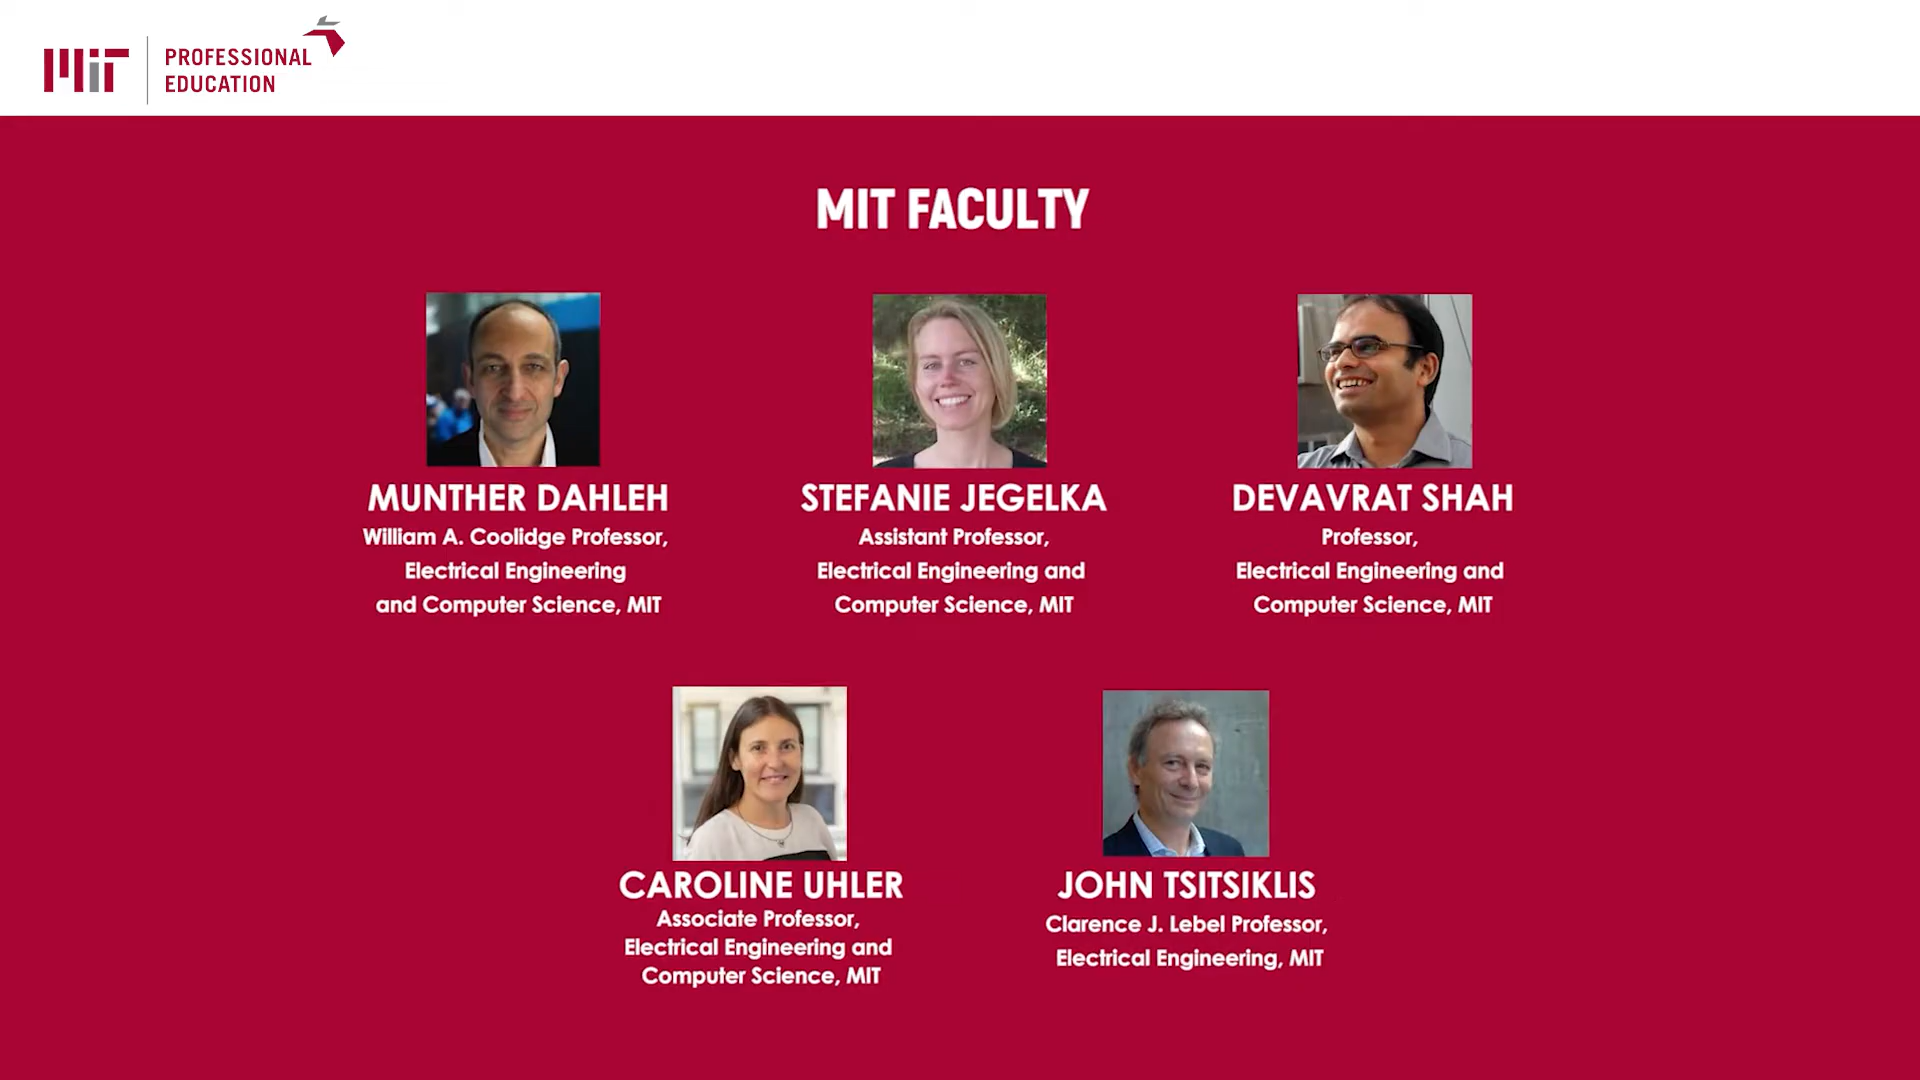 MIT
PROFESSIONAL
EDUCATION
MIT FACULTY
MUNTHER DAHLEH
William A. Coolidge Professor,
Electrical Engineering
and Computer Science, MIT
STEFANIE JEGELKA
Assistant Professor,
Electrical Engineering and
Computer Science, MIT
DEVAVRAT SHAH
Professor,
Electrical Engineering and
Computer Science, MIT
CAROLINE UHLER
Associate Professor,
Electrical Engineering and
Computer Science, MIT
JOHN TSITSIKLIS
Clarence J. Lebel Professor,
Electrical Engineering, MIT